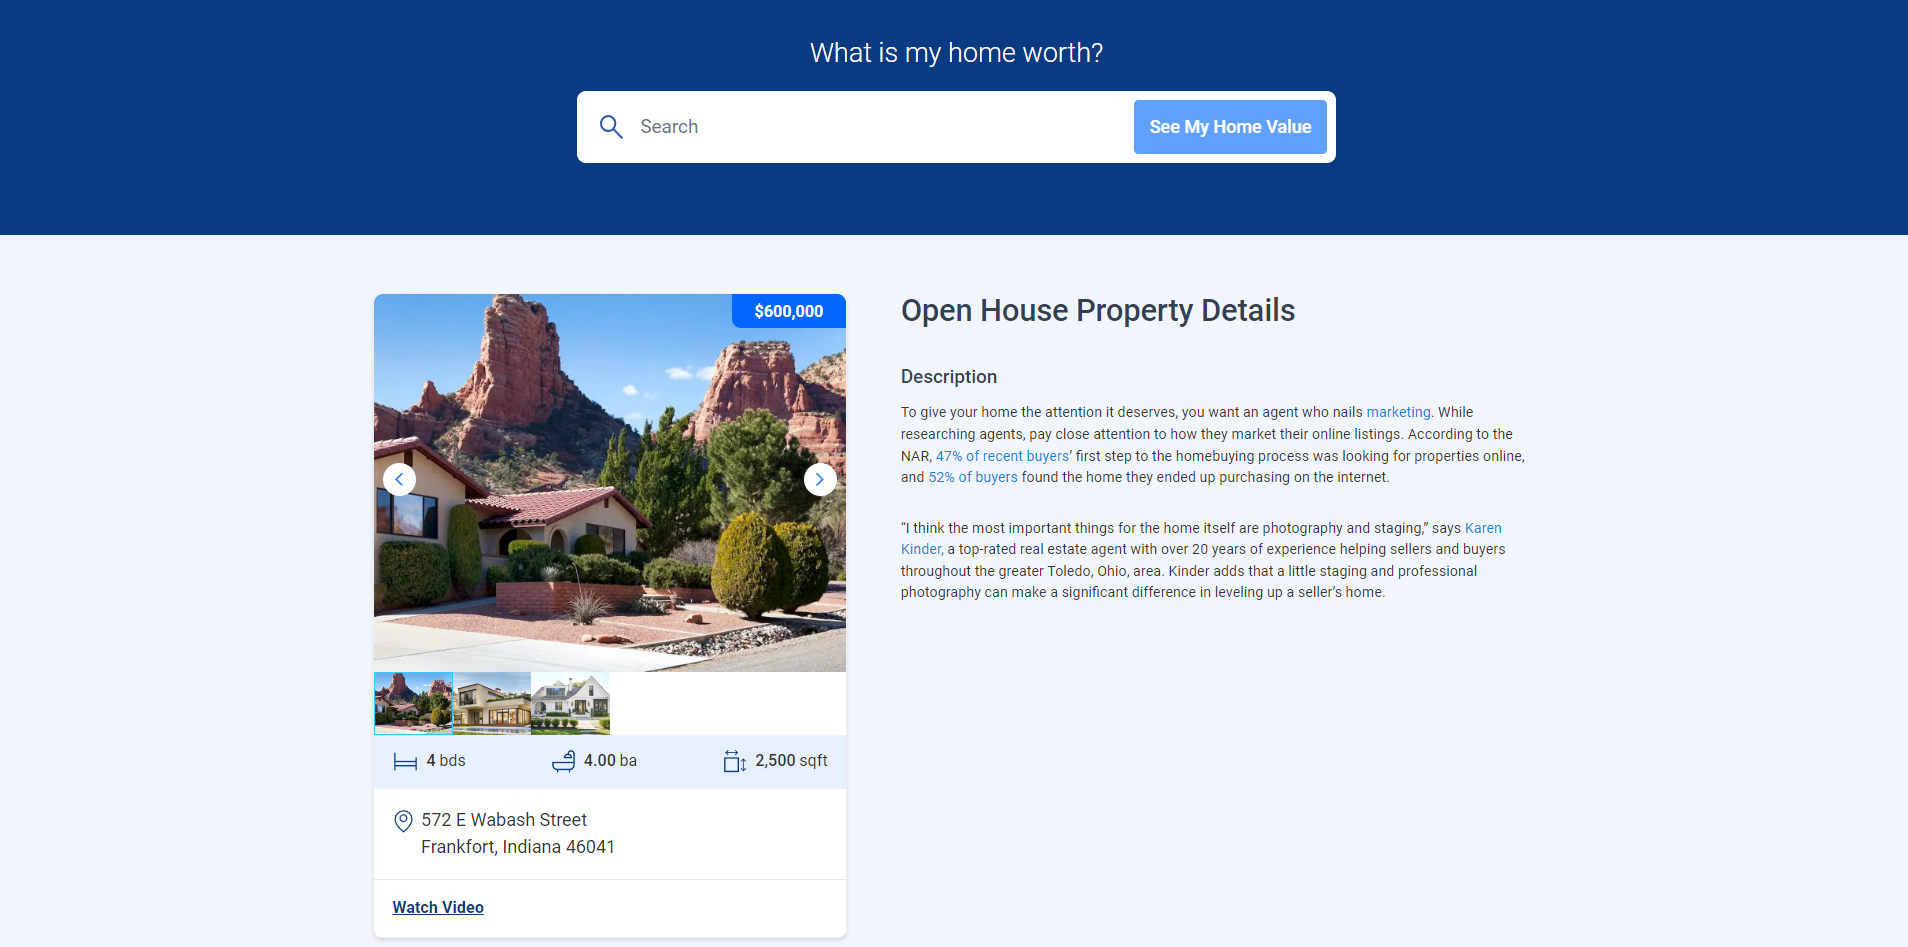 What is my home worth?
Search
See My Home Value
$600,000
4 bds
4.00 ba
2,500 sqft
572 E Wabash Street
Frankfort, Indiana 46041
Watch Video
Open House Property Details
Description
To give your home the attention it deserves, you want an agent who nails marketing. While
researching agents, pay close attention to how they market their online listings. According to the
NAR, 47% of recent buyers’ first step to the homebuying process was looking for properties online,
and 52% of buyers found the home they ended up purchasing on the internet.
“I think the most important things for the home itself are photography and staging,” says Karen
Kinder, a top-rated real estate agent with over 20 years of experience helping sellers and buyers
throughout the greater Toledo, Ohio, area. Kinder adds that a little staging and professional
photography can make a significant difference in leveling up a seller’s home.